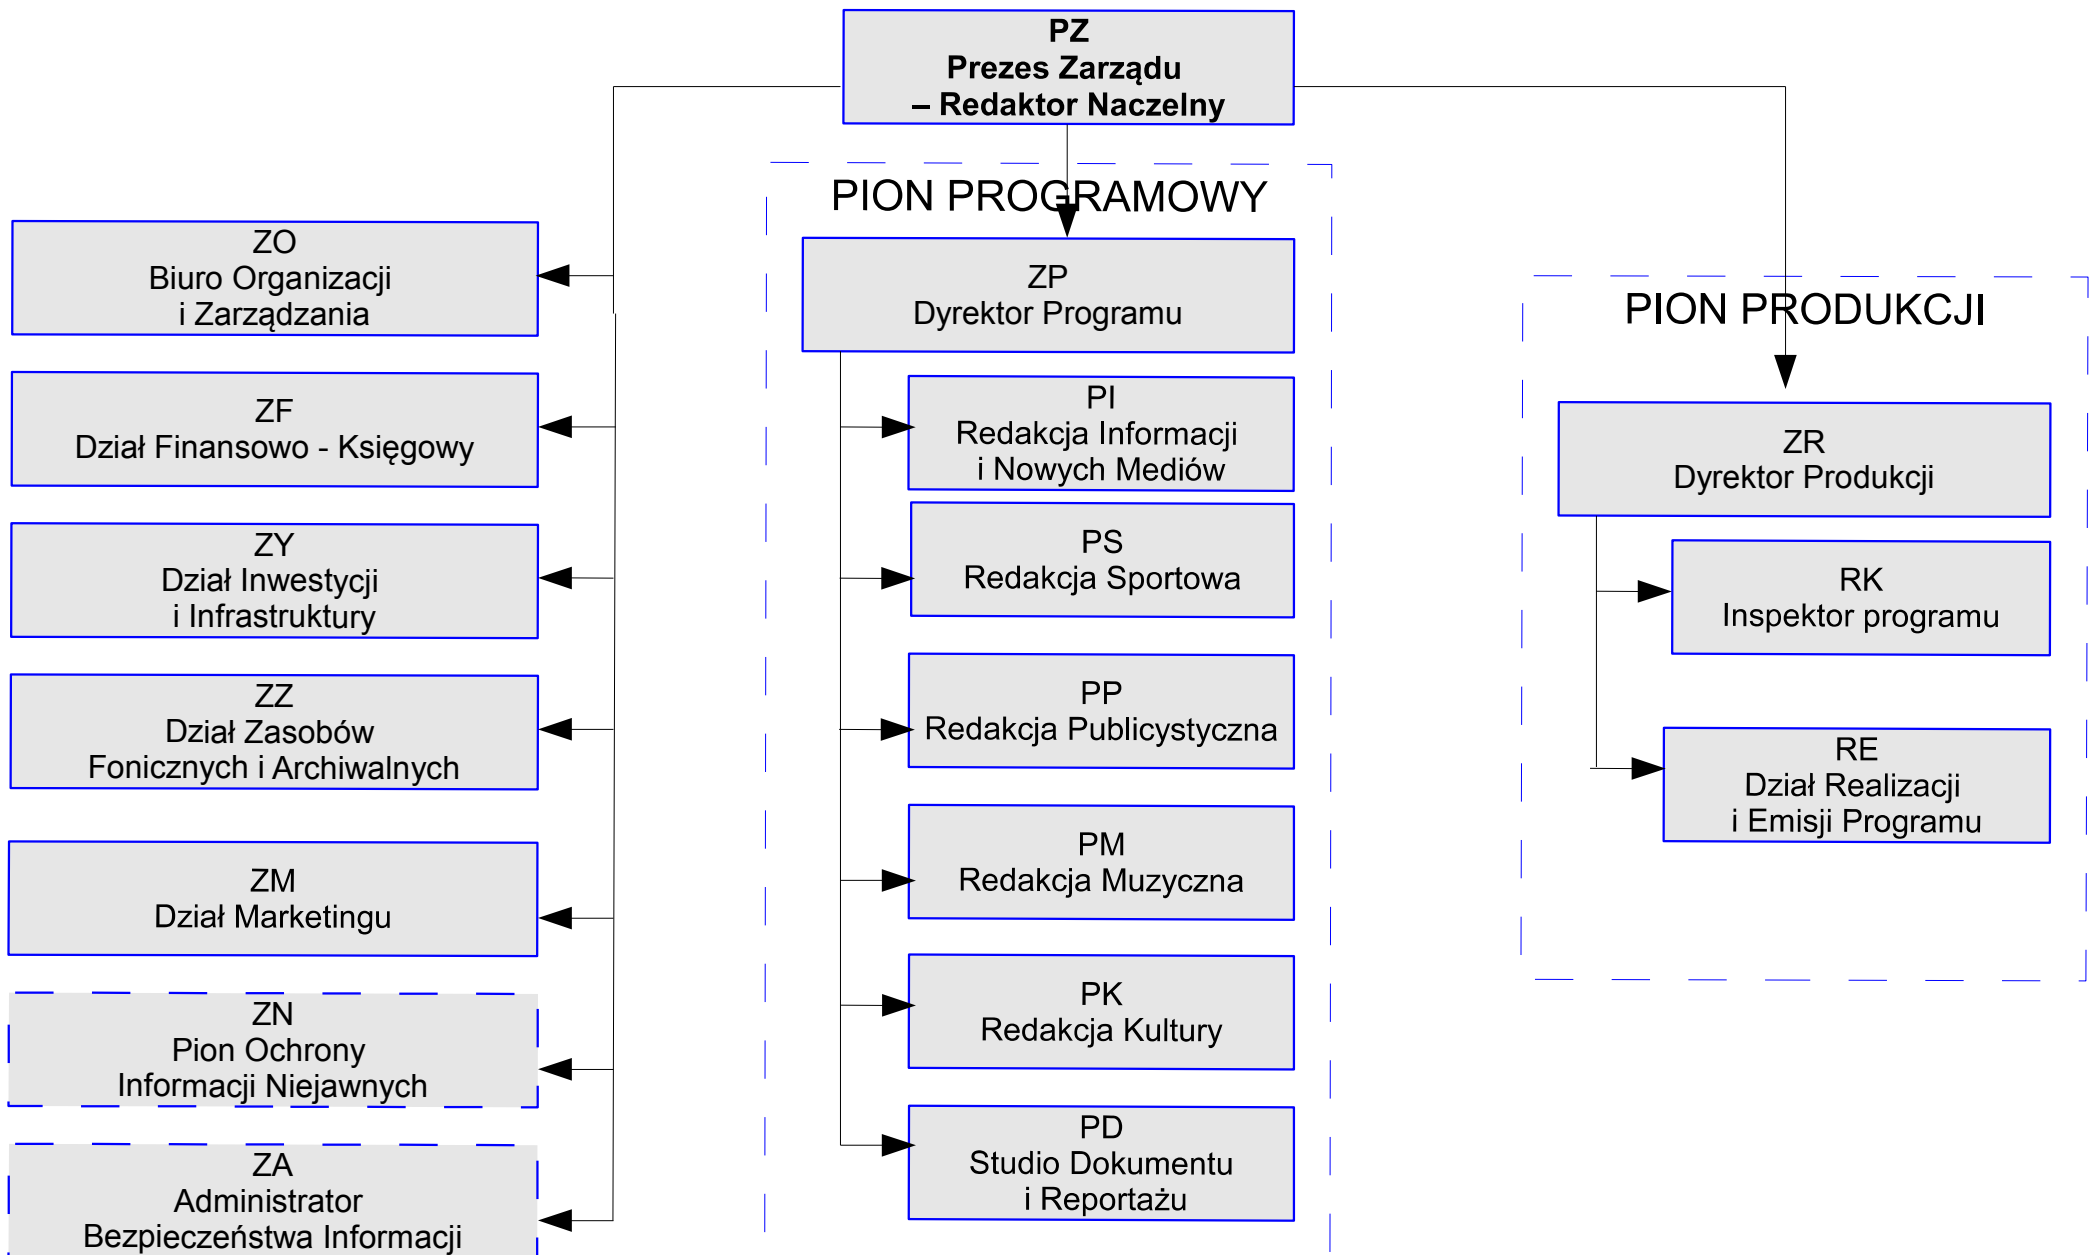 PZ
Prezes Zarządu
– Redaktor Naczelny
ZO
Biuro Organizacji
i Zarządzania
ZF
Dział Finansowo - Księgowy
ZY
Dział Inwestycji
i Infrastruktury
ZZ
Dział Zasobów
Fonicznych i Archiwalnych
ZM
Dział Marketingu
ZN
Pion Ochrony
Informacji Niejawnych
ZA
Administrator
Bezpieczeństwa Informacji
PION PROGRAMOWY
ZP
Dyrektor Programu
PI
Redakcja Informacji
i Nowych Mediów
PS
Redakcja Sportowa
PP
Redakcja Publicystyczna
PM
Redakcja Muzyczna
PK
Redakcja Kultury
PD
Studio Dokumentu
i Reportażu
PION PRODUKCJI
ZR
Dyrektor Produkcji
RK
Inspektor programu
RE
Dział Realizacji
i Emisji Programu